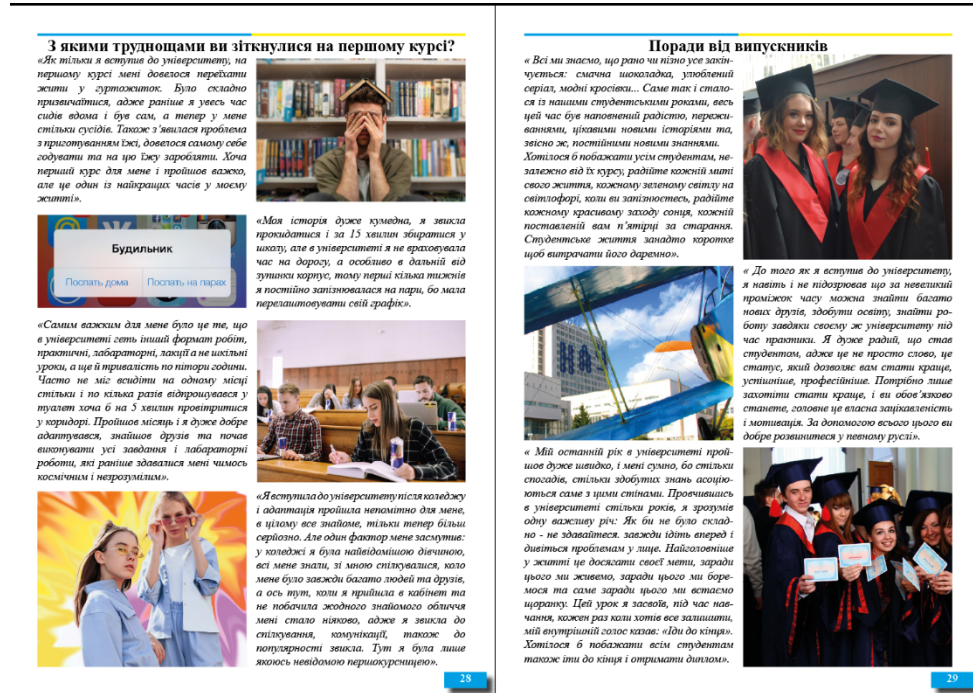 З якими труднощами ви зіткнулися на першому курсі?
«Як тільки я вступив до університету, на
першому курсі мені довелося переїхати
жити у гуртожиток. Було складно
призвичаїтися, адже раніше я увесь час
сидів вдома і був сам, а тепер у мене
стільки сусідів. Також з’явилася проблема
з приготуванням їжі, довелося самому себе
годувати та на цю їжу заробляти. Хоча
перший курс для мене і пройшов важко,
але це один із найкращих часів у моєму
житті».
Будильник
Поспать дома
Поспать на парах
«Моя історія дуже кумедна, я звикла
прокидатися і за 15 хвилин збиратися у
школу, але в університеті я не враховувала
час на дорогу, а особливо в дальній від
зупинки корпус, тому перші кілька тижнів
я постійно запізнювалася на пари, бо мала
перелаштовувати свій графік».
«Самим важким для мене було це те, що
в університеті геть інший формат робіт,
практичні, лабораторні, лакції а не шкільні
уроки, а ще й тривалість по пітори години.
Часто не міг всидіти на одному місці
стільки і по кілька разів відпрошувався у
туалет хоча б на 5 хвилин провітритися
у коридорі. Пройшов місяць і я дуже добре
адаптувався, знайшов друзів та почав
виконувати усі завдання і лабораторні
роботи, які раніше здавалися мені чимось
космічним і незрозумілим».
«Я вступила до університету після коледжу
і адаптація пройшла непомітно для мене,
в цілому все знайоме, тільки тепер більш
серйозно. Але один фактор мене засмутив:
у коледжі я була найвідомішою дівчиною,
всі мене знали, зі мною спілкувалися, коло
мене було завжди багато людей та друзів,
а ось тут, коли я прийшла в кабінет та
не побачила жодного знайомого обличчя
мені стало ніяково, адже я звикла до
спілкування, комунікації, також до
популярності звикла. Тут я була лише
якоюсь невідомою першокурсницею».
28
Поради від випускників
« Всі ми знаємо, що рано чи пізно усе закін-
чується: смачна шоколадка, улюблений
серіал, модні кросівки... Саме так і стало-
ся із нашими студентськими роками, весь
цей час був наповнений радістю, пережи-
ваннями, цікавими новими історіями та,
звісно ж, постійними новими знаннями.
Хотілося б побажати усім студентам, не-
залежно від їх курсу, радійте кожній миті
свого життя, кожному зеленому світлу на
світлофорі, коли ви запізнюєтесь, радійте
кожному красивому заходу сонця, кожній
поставленій вам п’ятірці за старання.
Студентське життя занадто коротке
щоб витрачати його даремно».
« До того як я вступив до університету,
я навіть і не підозрював що за невеликий
проміжок часу можна знайти багато
нових друзів, здобути освіту, знайти ро-
боту завдяки своєму ж університету під
час практики. Я дуже радий, що став
студентом, адже це не просто слово, це
статус, який дозволяє вам стати краще,
успішніше, професійніше. Потрібно лише
захотіти стати краще, і ви обов’язково
станете, головне це власна зацікавленість
і мотивація. За допомогою всього цього ви
добре розвинитеся у певному руслі».
НАУ
« Мій останній рік в університеті прой-
шов дуже швидко, і мені сумно, бо стільки
спогадів, стільки здобутих знань асоцію-
ються саме з цими стінами. Провчившись
в університеті стільки років, я зрозумів
одну важливу річ: Як би не було склад-
но - не здавайтеся. завжди ідіть вперед і
дивіться проблемам у лице. Найголовніше
у житті це досягати своєї мети, заради
цього ми живемо, заради цього ми боре-
мося та саме заради цього ми встаємо
щоранку. Цей урок я засвоїв, під час нав-
чання, кожен раз коли хотів все залишити,
мій внутрішній голос казав: «Іди до кінця».
Хотілося б побажати всім студентам
також іти до кінця і отримати диплом».
29